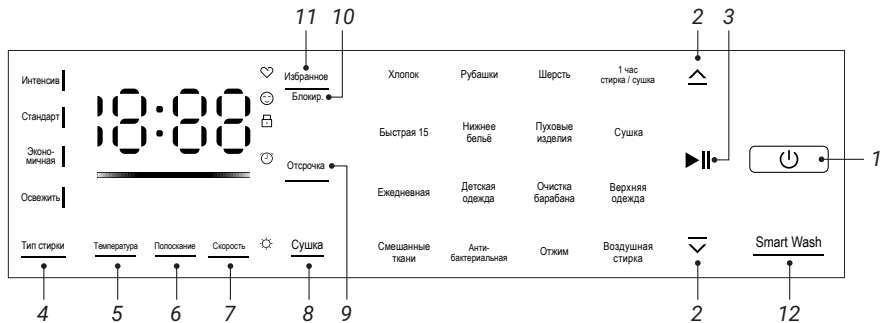 11
10
2
3
Интенсив
Стандарт
Эконо-
мичная
Освежить
18:88
Избранное
Блокир.
Отсрочка
Хлопок
Рубашки
Шерсть
1 час
стирка / сушка
Быстрая 15
Нижнее
бельё
Пуховые
изделия
Сушка
Ежедневная
Детская
одежда
Очистка
барабана
Верхняя
одежда
Смешанные
ткани
Анти-
бактериальная
Отжим
Воздушная
стирка
1
Тип стирки
Температура
Полоскание
Скорость
Сушка
Smart Wash
4
5
6
7
8
9
2
12